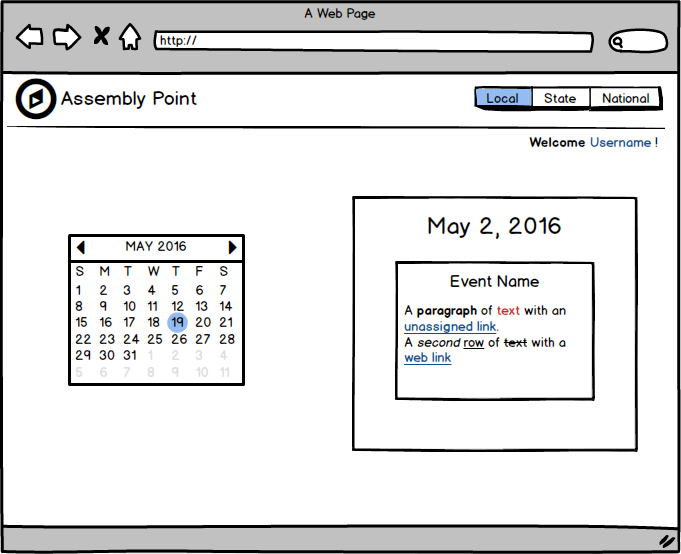 A Web Page
http://
Assembly Point
Local State National
Welcome Username !
MAY 2016
S M T W T F S
1 2 3 4 5 6 7
8 9 10 11 12 13 14
15 16 17 18 19 20 21
22 23 24 25 26 27 28
29 30 31 1 2 3 4
5 6 7 8 9 10 11
May 2, 2016
Event Name
A paragraph of text with an
unassigned link.
A second row of text with a
web link